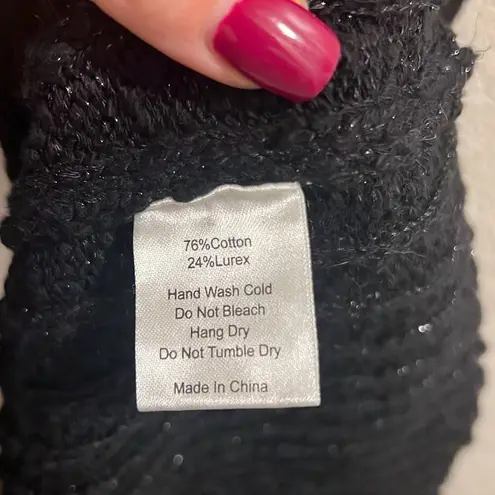 76%Cotton
24%Lurex
Hand Wash Cold
Do Not Bleach
Hang Dry
Do Not Tumble Dry
Made In China